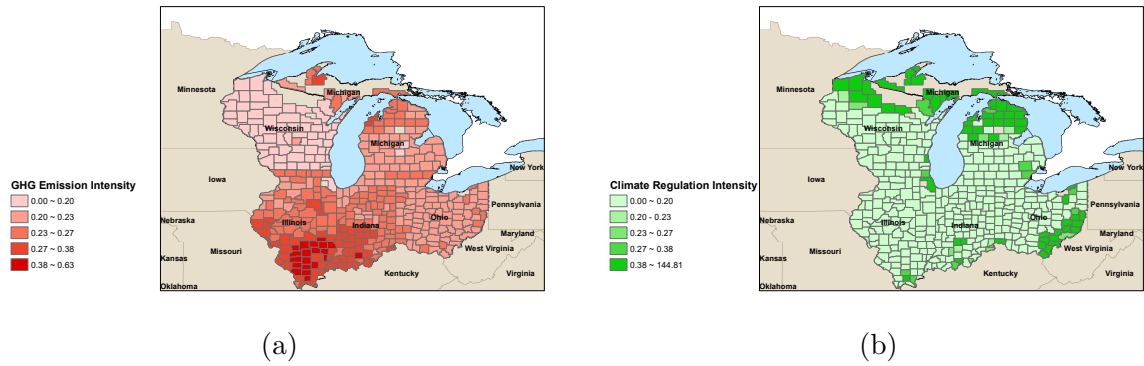 Minnesota
Michigan
Wisconsin
Michigan
New York
Iowa
Pennsylvania
Nebraska
Illinois
Indiana
Ohio
Maryland
Missouri
West Virginia
Kansas
Kentucky
Virginia
Oklahoma
GHG Emission Intensity
0.00 ~ 0.20
0.20 ~ 0.23
0.23 ~ 0.27
0.27 ~ 0.38
0.38 ~ 0.63
(a)
Minnesota
Michigan
Wisconsin
Michigan
New York
Iowa
Pennsylvania
Nebraska
Illinois
Indiana
Ohio
Maryland
Missouri
West Virginia
Kansas
Kentucky
Virginia
Oklahoma
Climate Regulation Intensity
0.00 ~ 0.20
0.20 - 0.23
0.23 ~ 0.27
0.27 ~ 0.38
0.38 ~ 144.81
(b)